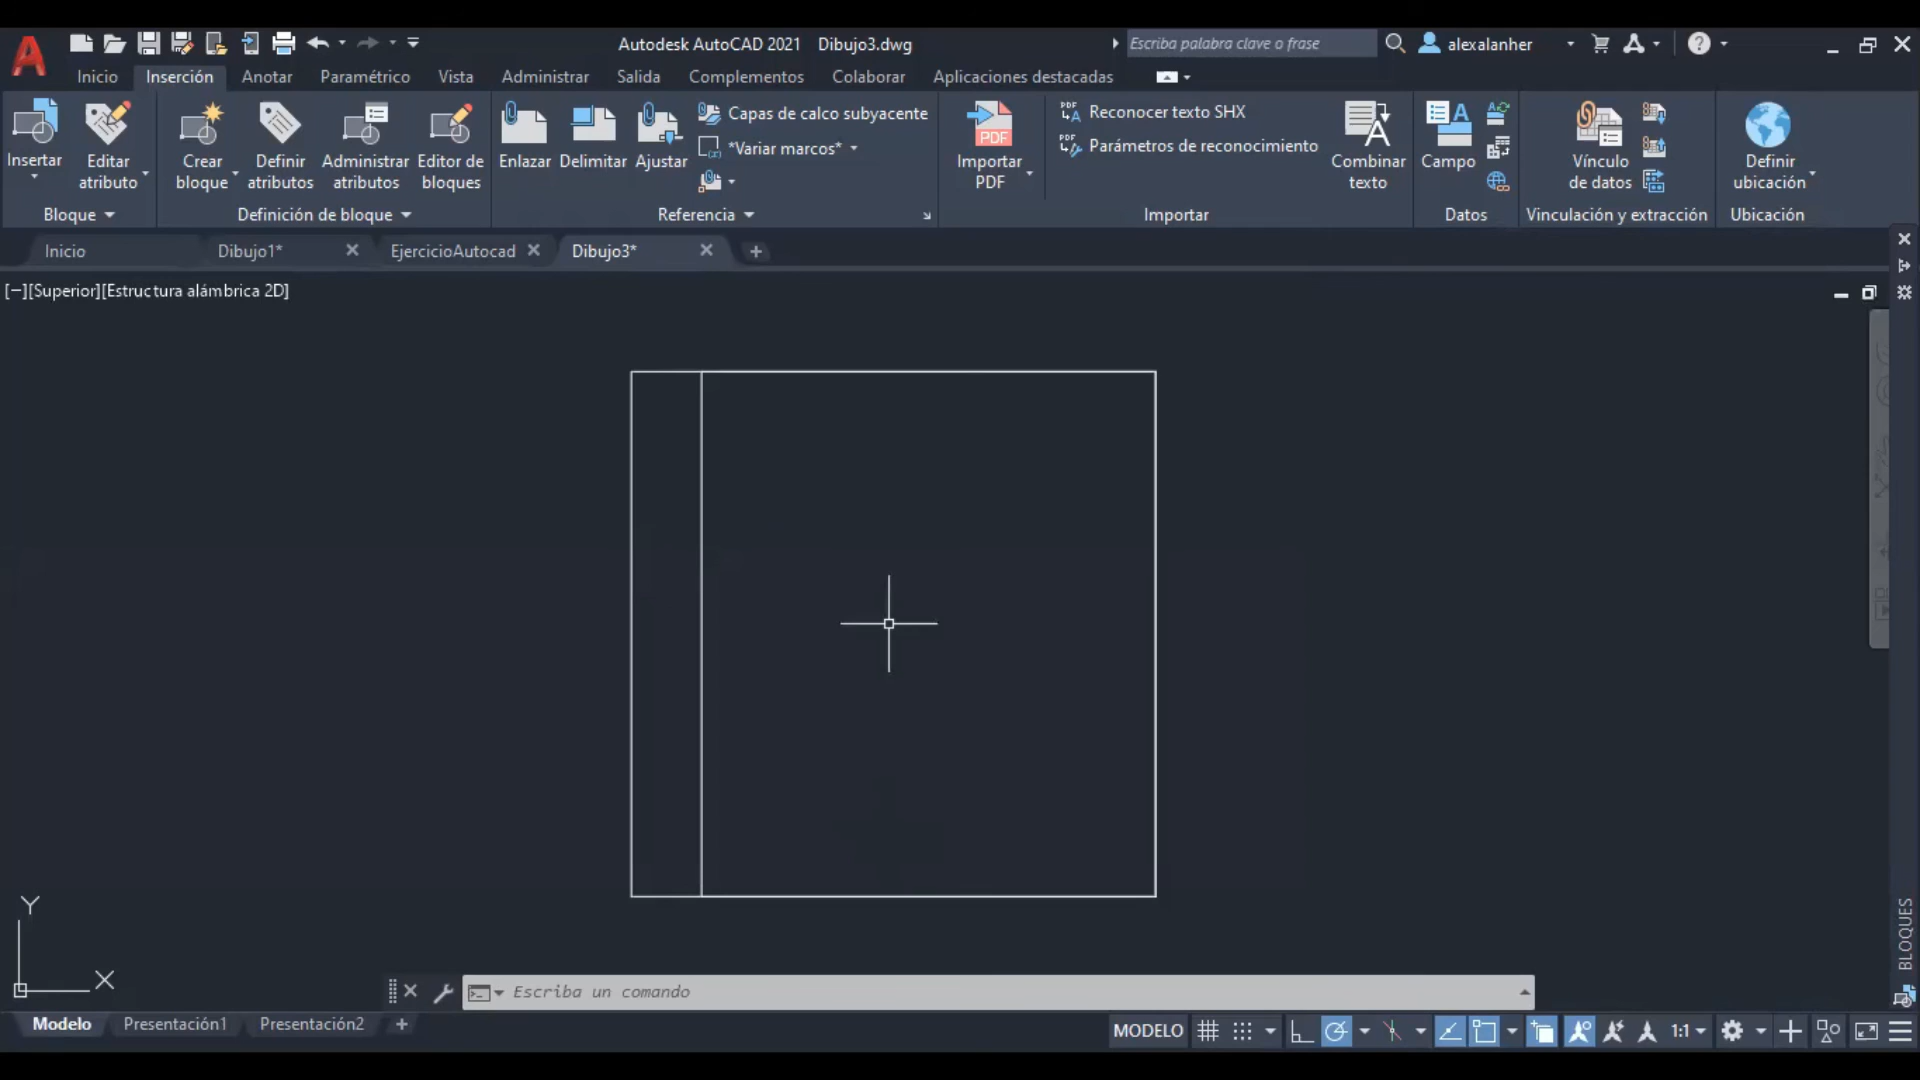 Autodesk AutoCAD 2021 Dibujo3.dwg
Escriba palabra clave o frase
alexalanher
Inicio Inserción Anotar Paramétrico Vista Administrar Salida Complementos Colaborar Aplicaciones destacadas
Insertar
Editar
atributo
Bloque
Crear
bloque
Definir
atributos
Administrar
atributos
Editor de
bloques
Definición de bloque
Enlazar
Delimitar
Ajustar
Capas de calco subyacente
*Variar marcos*
Referencia
Importar
PDF
Reconocer texto SHX
Parámetros de reconocimiento
Combinar
texto
Importar
Campo
Datos
Vínculo
de datos
Vinculación y extracción
Definir
ubicación
Ubicación
Inicio Dibujo1* EjercicioAutocad Dibujo3*
[−][Superior][Estructura alámbrica 2D]
Y
X
BLOQUES
Escriba un comando
Modelo Presentación1 Presentación2
MODELO
1:1